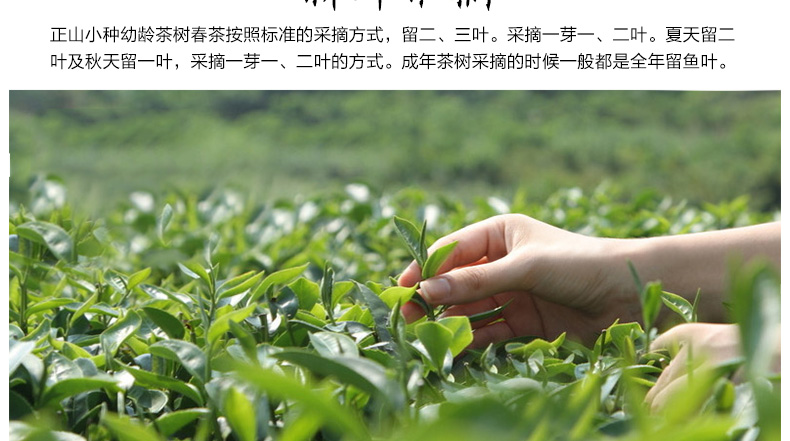 正山小种幼龄茶树春茶按照标准的采摘方式，留二、三叶。采摘一芽一、二叶。夏天留二
叶及秋天留一叶，采摘一芽一、二叶的方式。成年茶树采摘的时候一般都是全年留鱼叶。